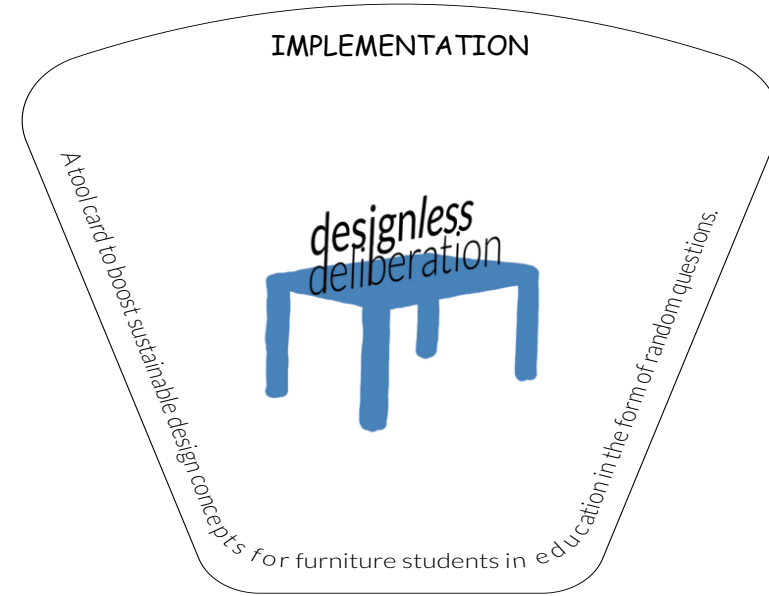 IMPLEMENTATION
designless
deliberation
A tool card to boost sustainable design concepts for furniture students in education in the form of random questions.